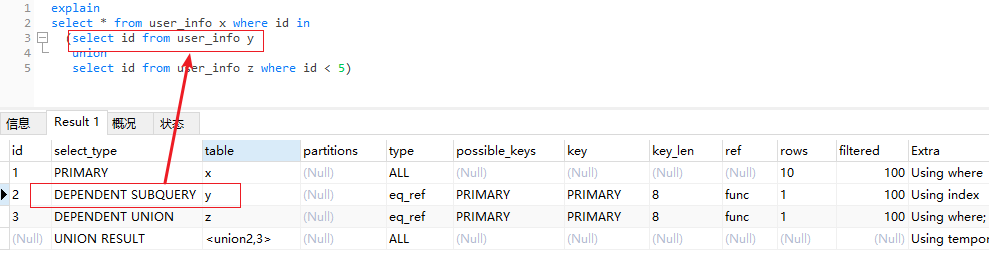 1 explain
2 select * from user_info x where id in
3 (select id from user_info y
4 union
5 select id from user_info z where id < 5)
信息 Result 1 概况 状态
id select_type table partitions type possible_keys key key_len ref rows filtered Extra
1 PRIMARY x (Null) ALL (Null) (Null) (Null) (Null) 10 100 Using where
2 DEPENDENT SUBQUERY y (Null) eq_ref PRIMARY PRIMARY 8 func 1 100 Using index
3 DEPENDENT UNION z (Null) eq_ref PRIMARY PRIMARY 8 func 1 100 Using where;
(Null) UNION RESULT <union2,3> (Null) ALL (Null) (Null) (Null) (Null) (Null) (Null) Using tempor